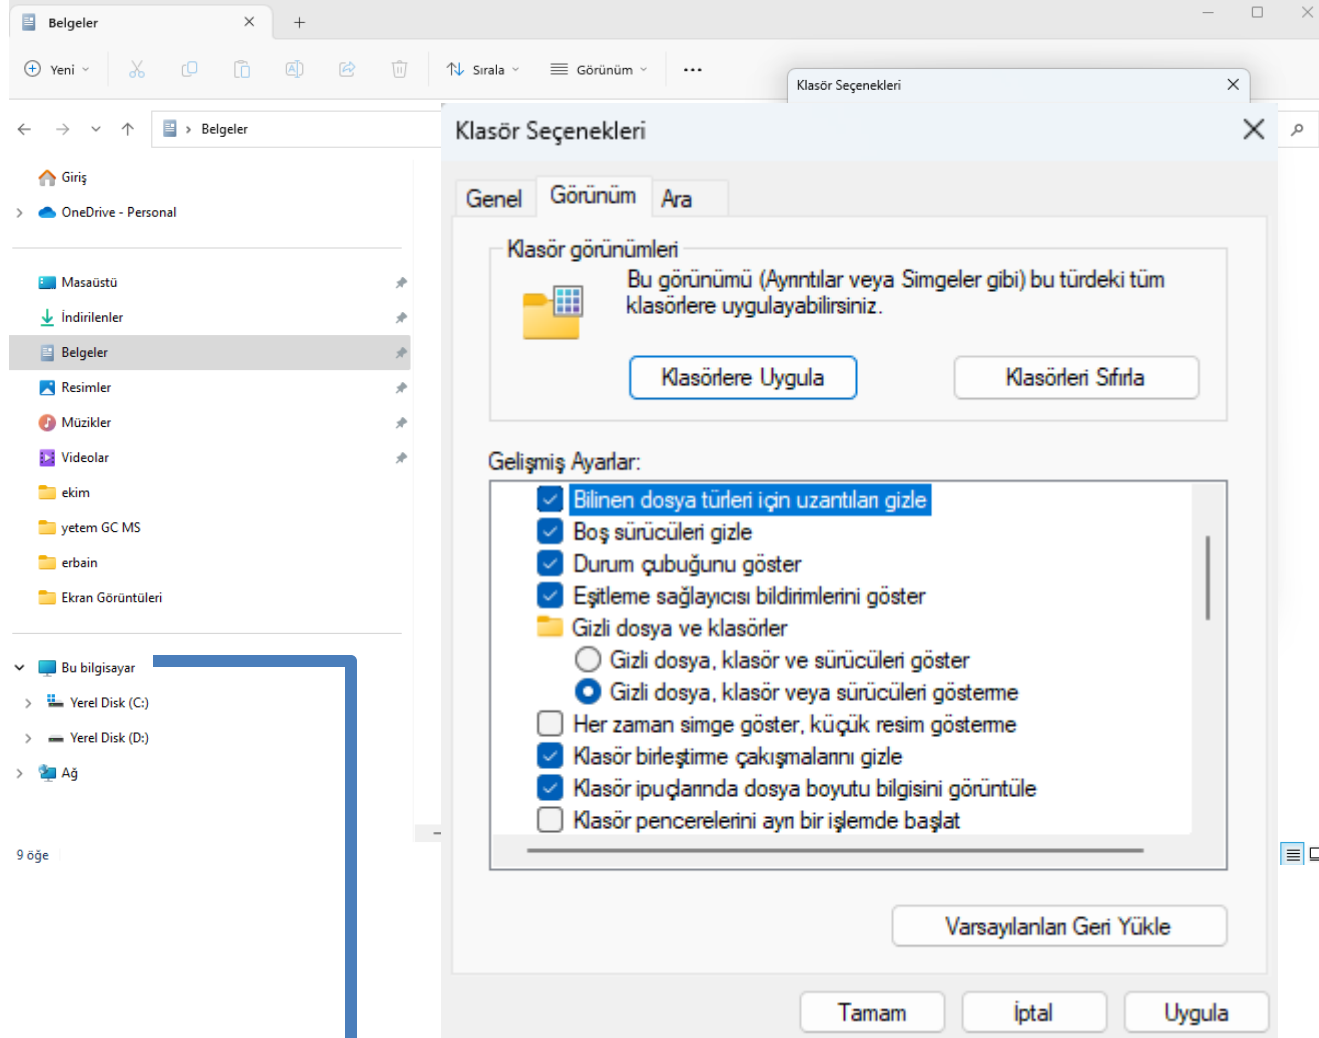 Belgeler
Yeni
Sırala
Görünüm
Klasör Seçenekleri
Belgeler
Klasör Seçenekleri
Giriş
OneDrive - Personal
Masaüstü
İndirilenler
Belgeler
Resimler
Müzikler
Videolar
ekim
yetem GC MS
erbain
Ekran Görüntüleri
Bu bilgisayar
Yerel Disk (C:)
Yerel Disk (D:)
Ağ
9 öğe
Genel
Görünüm
Ara
Klasör görünümleri
Bu görünümü (Ayrıntılar veya Simgeler gibi) bu türdeki tüm
klasörlere uygulayabilirsiniz.
Klasörlere Uygula
Klasörleri Sıfırla
Gelişmiş Ayarlar:
Bilinen dosya türleri için uzantıları gizle
Boş sürücüleri gizle
Durum çubuğunu göster
Eşitleme sağlayıcısı bildirimlerini göster
Gizli dosya ve klasörler
Gizli dosya, klasör ve sürücüleri göster
Gizli dosya, klasör veya sürücüleri gösterme
Her zaman simge göster, küçük resim gösterme
Klasör birleştirme çakışmalarını gizle
Klasör ipuçlarında dosya boyutu bilgisini görüntüle
Klasör pencerelerini ayrı bir işlemde başlat
Varsayılanları Geri Yükle
Tamam
İptal
Uygula